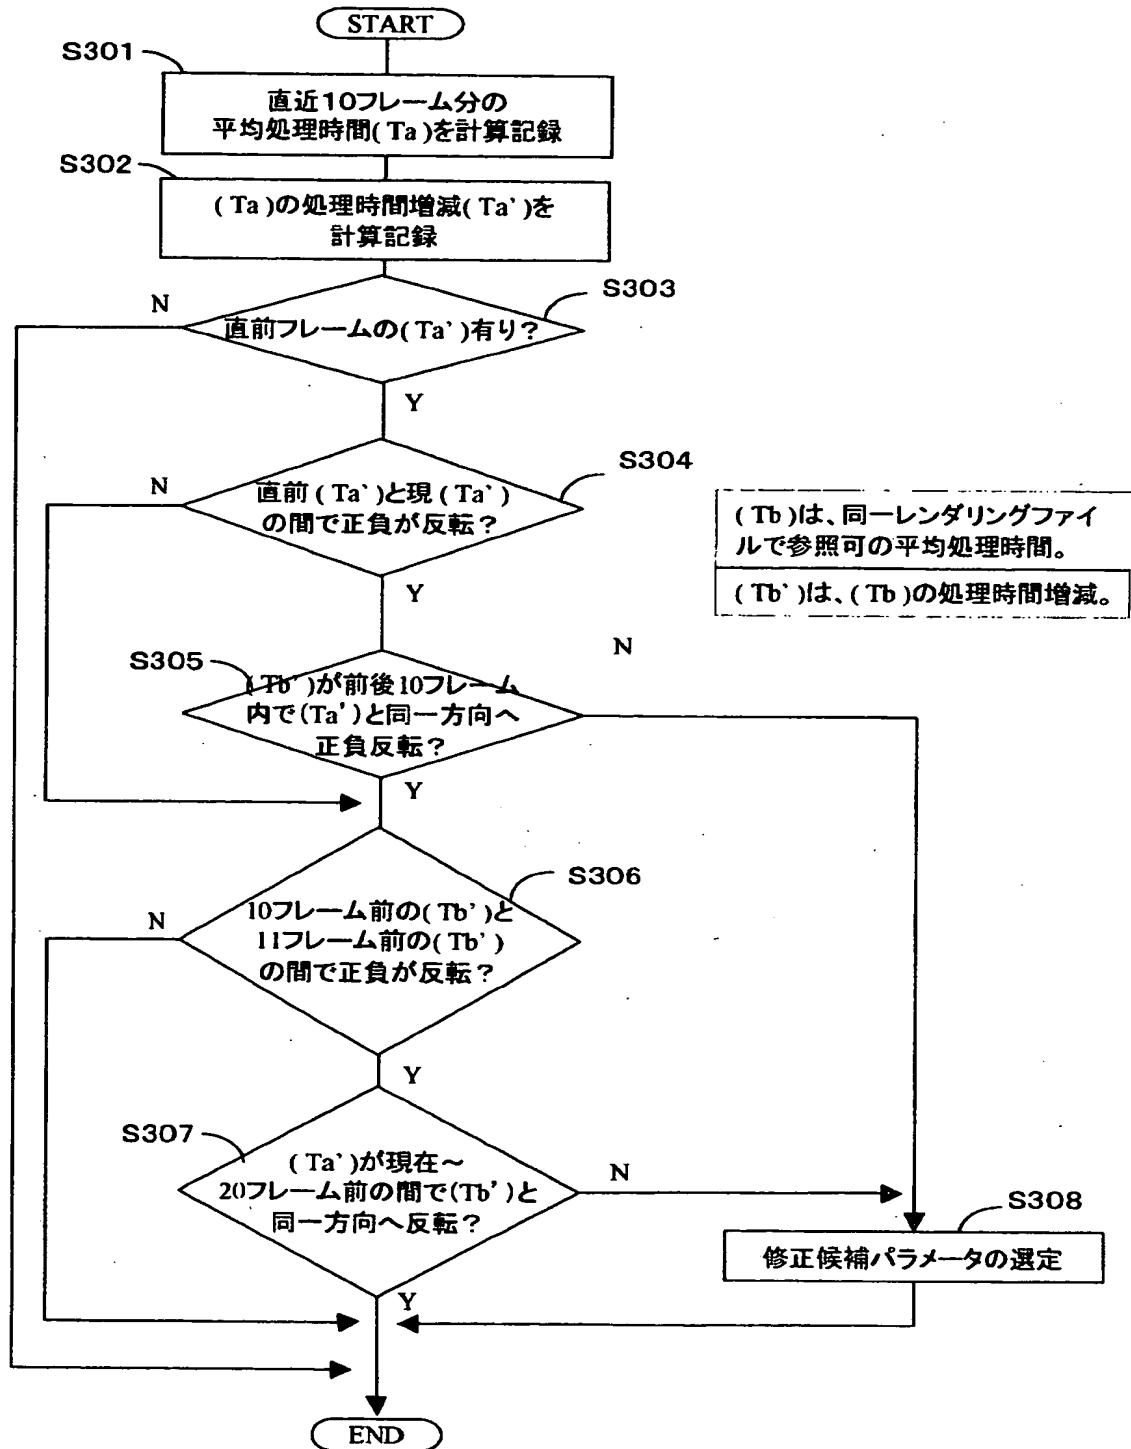 START
S301
直近10フレーム分の
平均処理時間(Ta)を計算記録
S302
(Ta)の処理時間増減(Ta')を
計算記録
S303
N
直前フレームの(Ta')有り?
Y
S304
N
直前(Ta')と現(Ta')
の間で正負が反転?
(Tb)は、同一レンダリングファイ
ルで参照可の平均処理時間。
(Tb')は、(Tb)の処理時間増減。
Y
N
S305
(Tb')が前後10フレーム
内で(Ta')と同一方向へ
正負反転?
Y
S306
N
10フレーム前の(Tb')と
11フレーム前の(Tb')
の間で正負が反転?
Y
S307
(Ta')が現在~
20フレーム前の間で(Tb')と
同一方向へ反転?
N
S308
修正候補パラメータの選定
Y
END